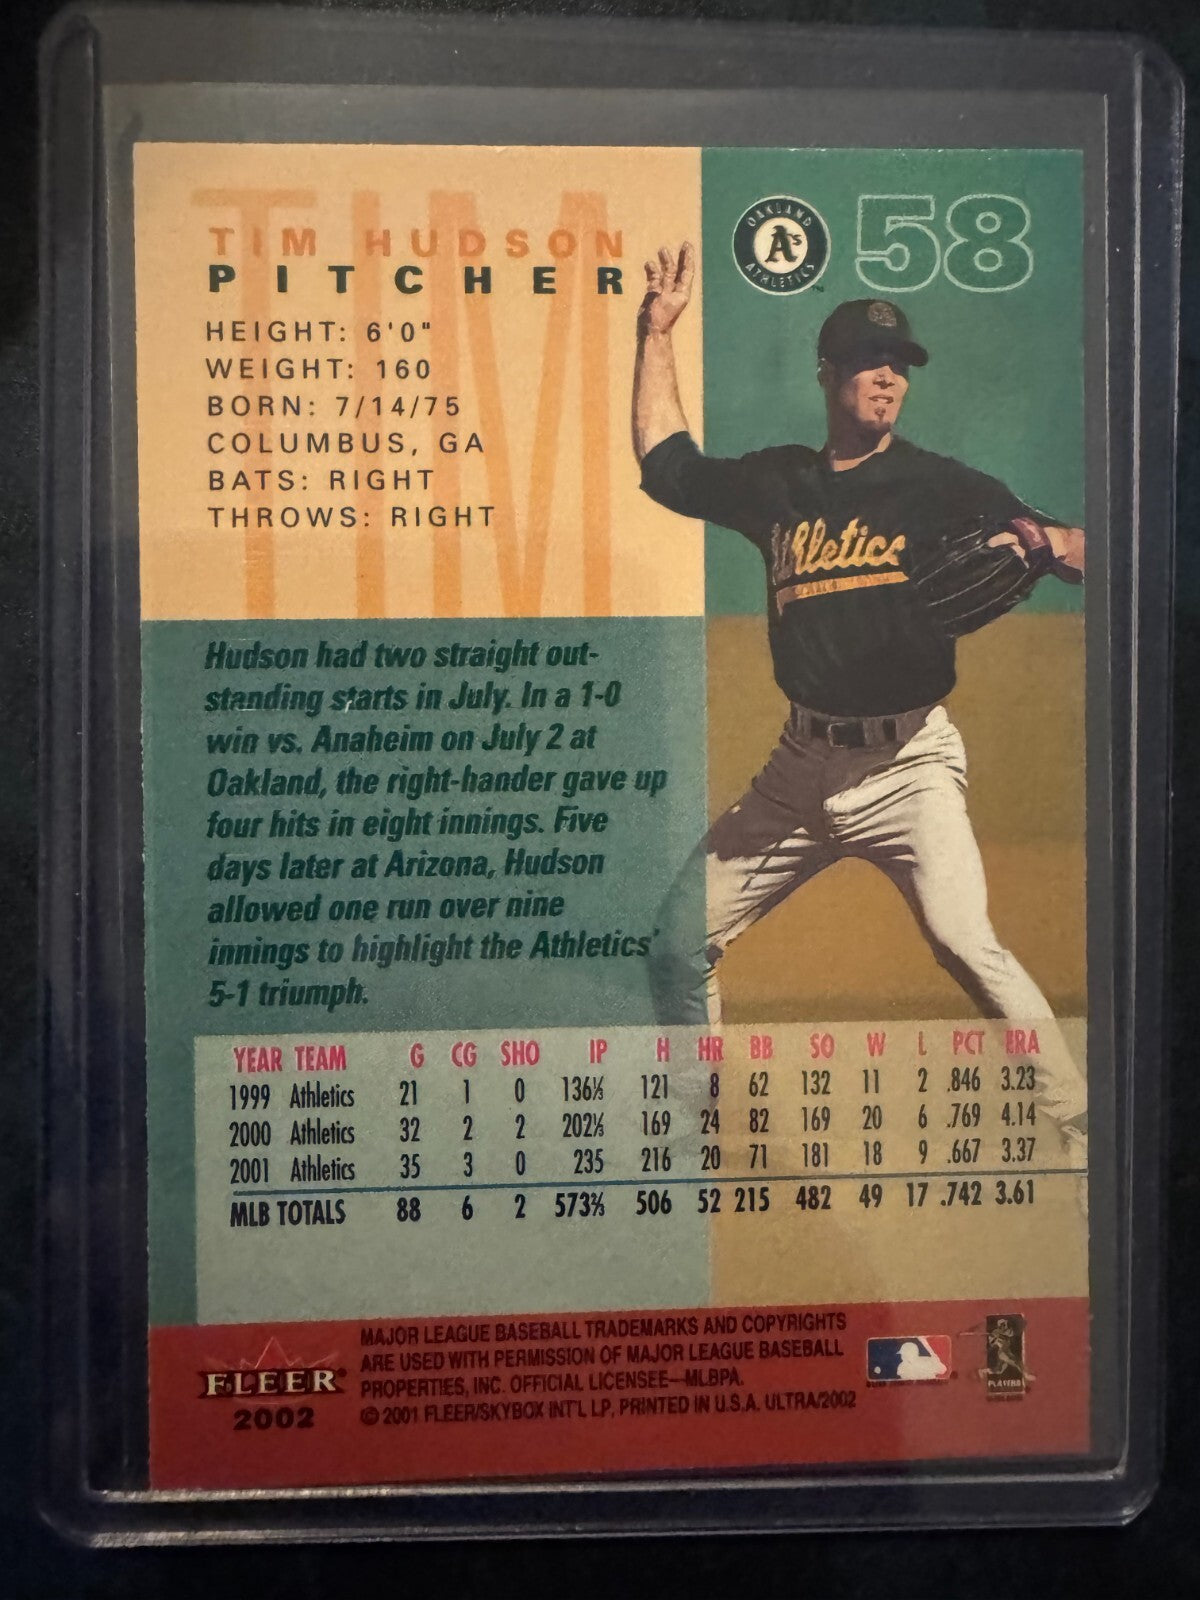 TIM
TIM HUDSON
PITCHER
HEIGHT: 6'0"
WEIGHT: 160
BORN: 7/14/75
COLUMBUS, GA
BATS: RIGHT
THROWS: RIGHT
OAKLAND
A's
ATHLETICS
58
Athletics
Hudson had two straight out-
standing starts in July. In a 1-0
win vs. Anaheim on July 2 at
Oakland, the right-hander gave up
four hits in eight innings. Five
days later at Arizona, Hudson
allowed one run over nine
innings to highlight the Athletics'
5-1 triumph.
YEAR TEAM G CG SHO IP H HR BB SO W L PCT ERA
1999 Athletics 21 1 0 136⅓ 121 8 62 132 11 2 .846 3.23
2000 Athletics 32 2 2 202⅓ 169 24 82 169 20 6 .769 4.14
2001 Athletics 35 3 0 235 216 20 71 181 18 9 .667 3.37
MLB TOTALS 88 6 2 573⅔ 506 52 215 482 49 17 .742 3.61
FLEER®
2002
MAJOR LEAGUE BASEBALL TRADEMARKS AND COPYRIGHTS
ARE USED WITH PERMISSION OF MAJOR LEAGUE BASEBALL
PROPERTIES, INC. OFFICIAL LICENSEE—MLBPA.
© 2001 FLEER/SKYBOX INT'L LP. PRINTED IN U.S.A. ULTRA/2002
PLAYERS